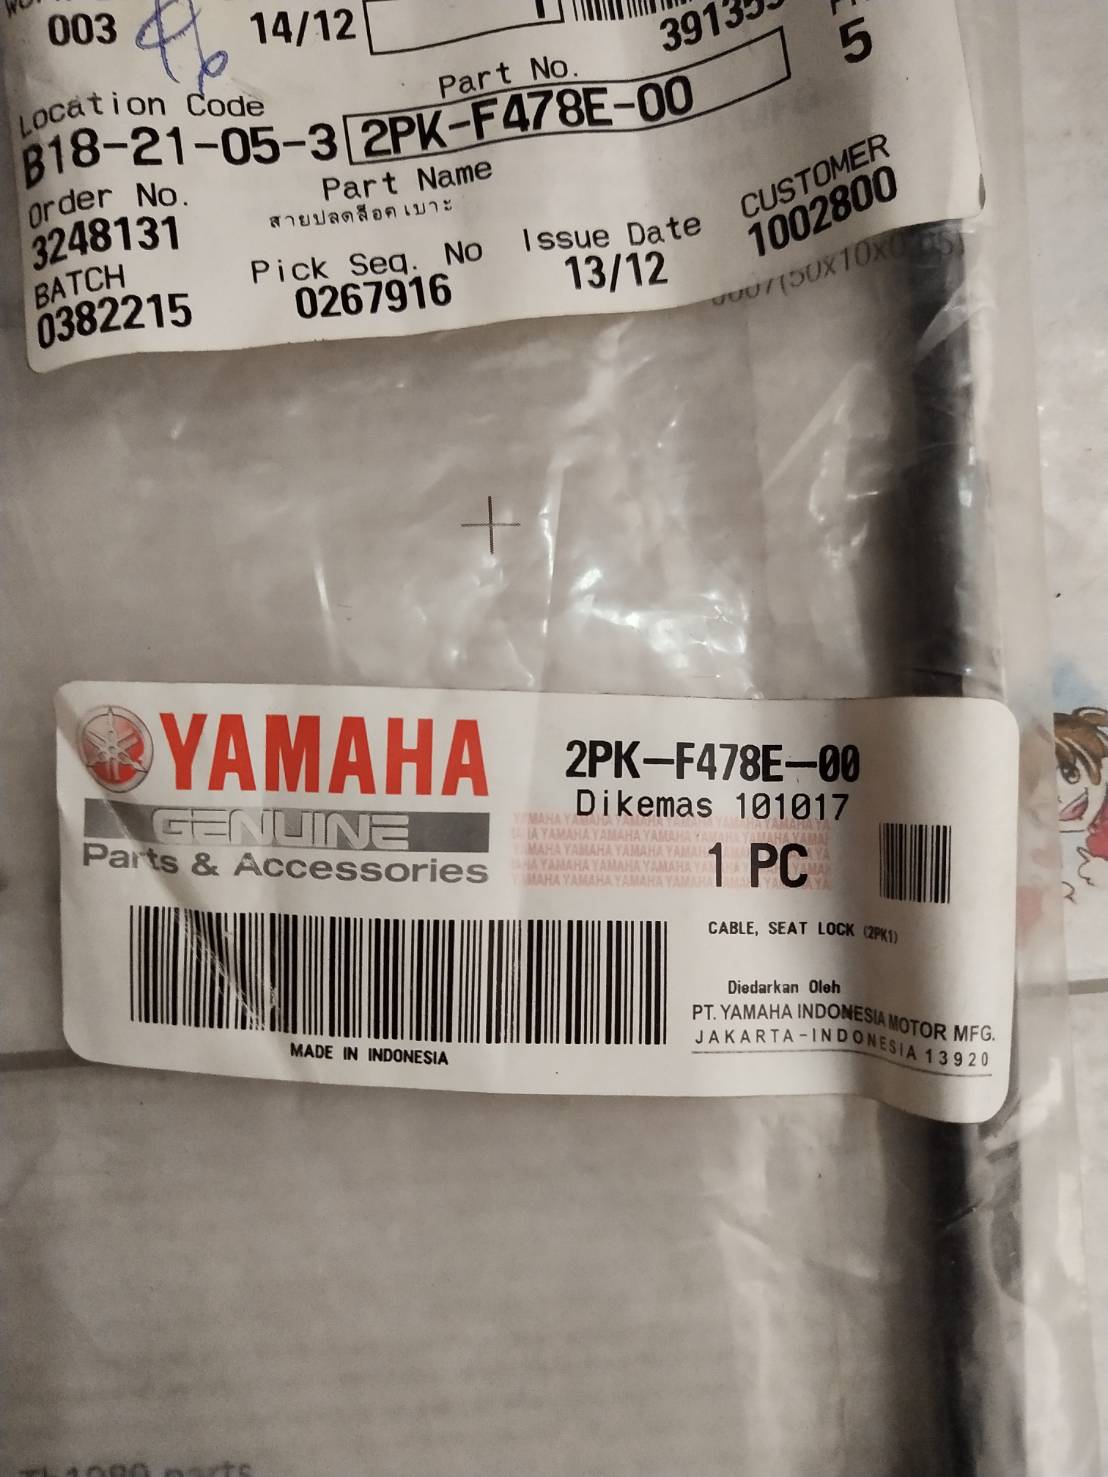 003 14/12
39135
5
Location Code Part No.
B18-21-05-3 2PK-F478E-00
Order No. Part Name CUSTOMER
3248131 สายปลดล็อคเบาะ 1002800
BATCH Pick Seq. No Issue Date
0382215 0267916 13/12
YAMAHA 2PK-F478E-00
GENUINE Dikemas 101017
Parts & Accessories 1 PC
CABLE, SEAT LOCK (2PK1)
Diedarkan Oleh
PT. YAMAHA INDONESIA MOTOR MFG.
JAKARTA-INDONESIA 13920
MADE IN INDONESIA